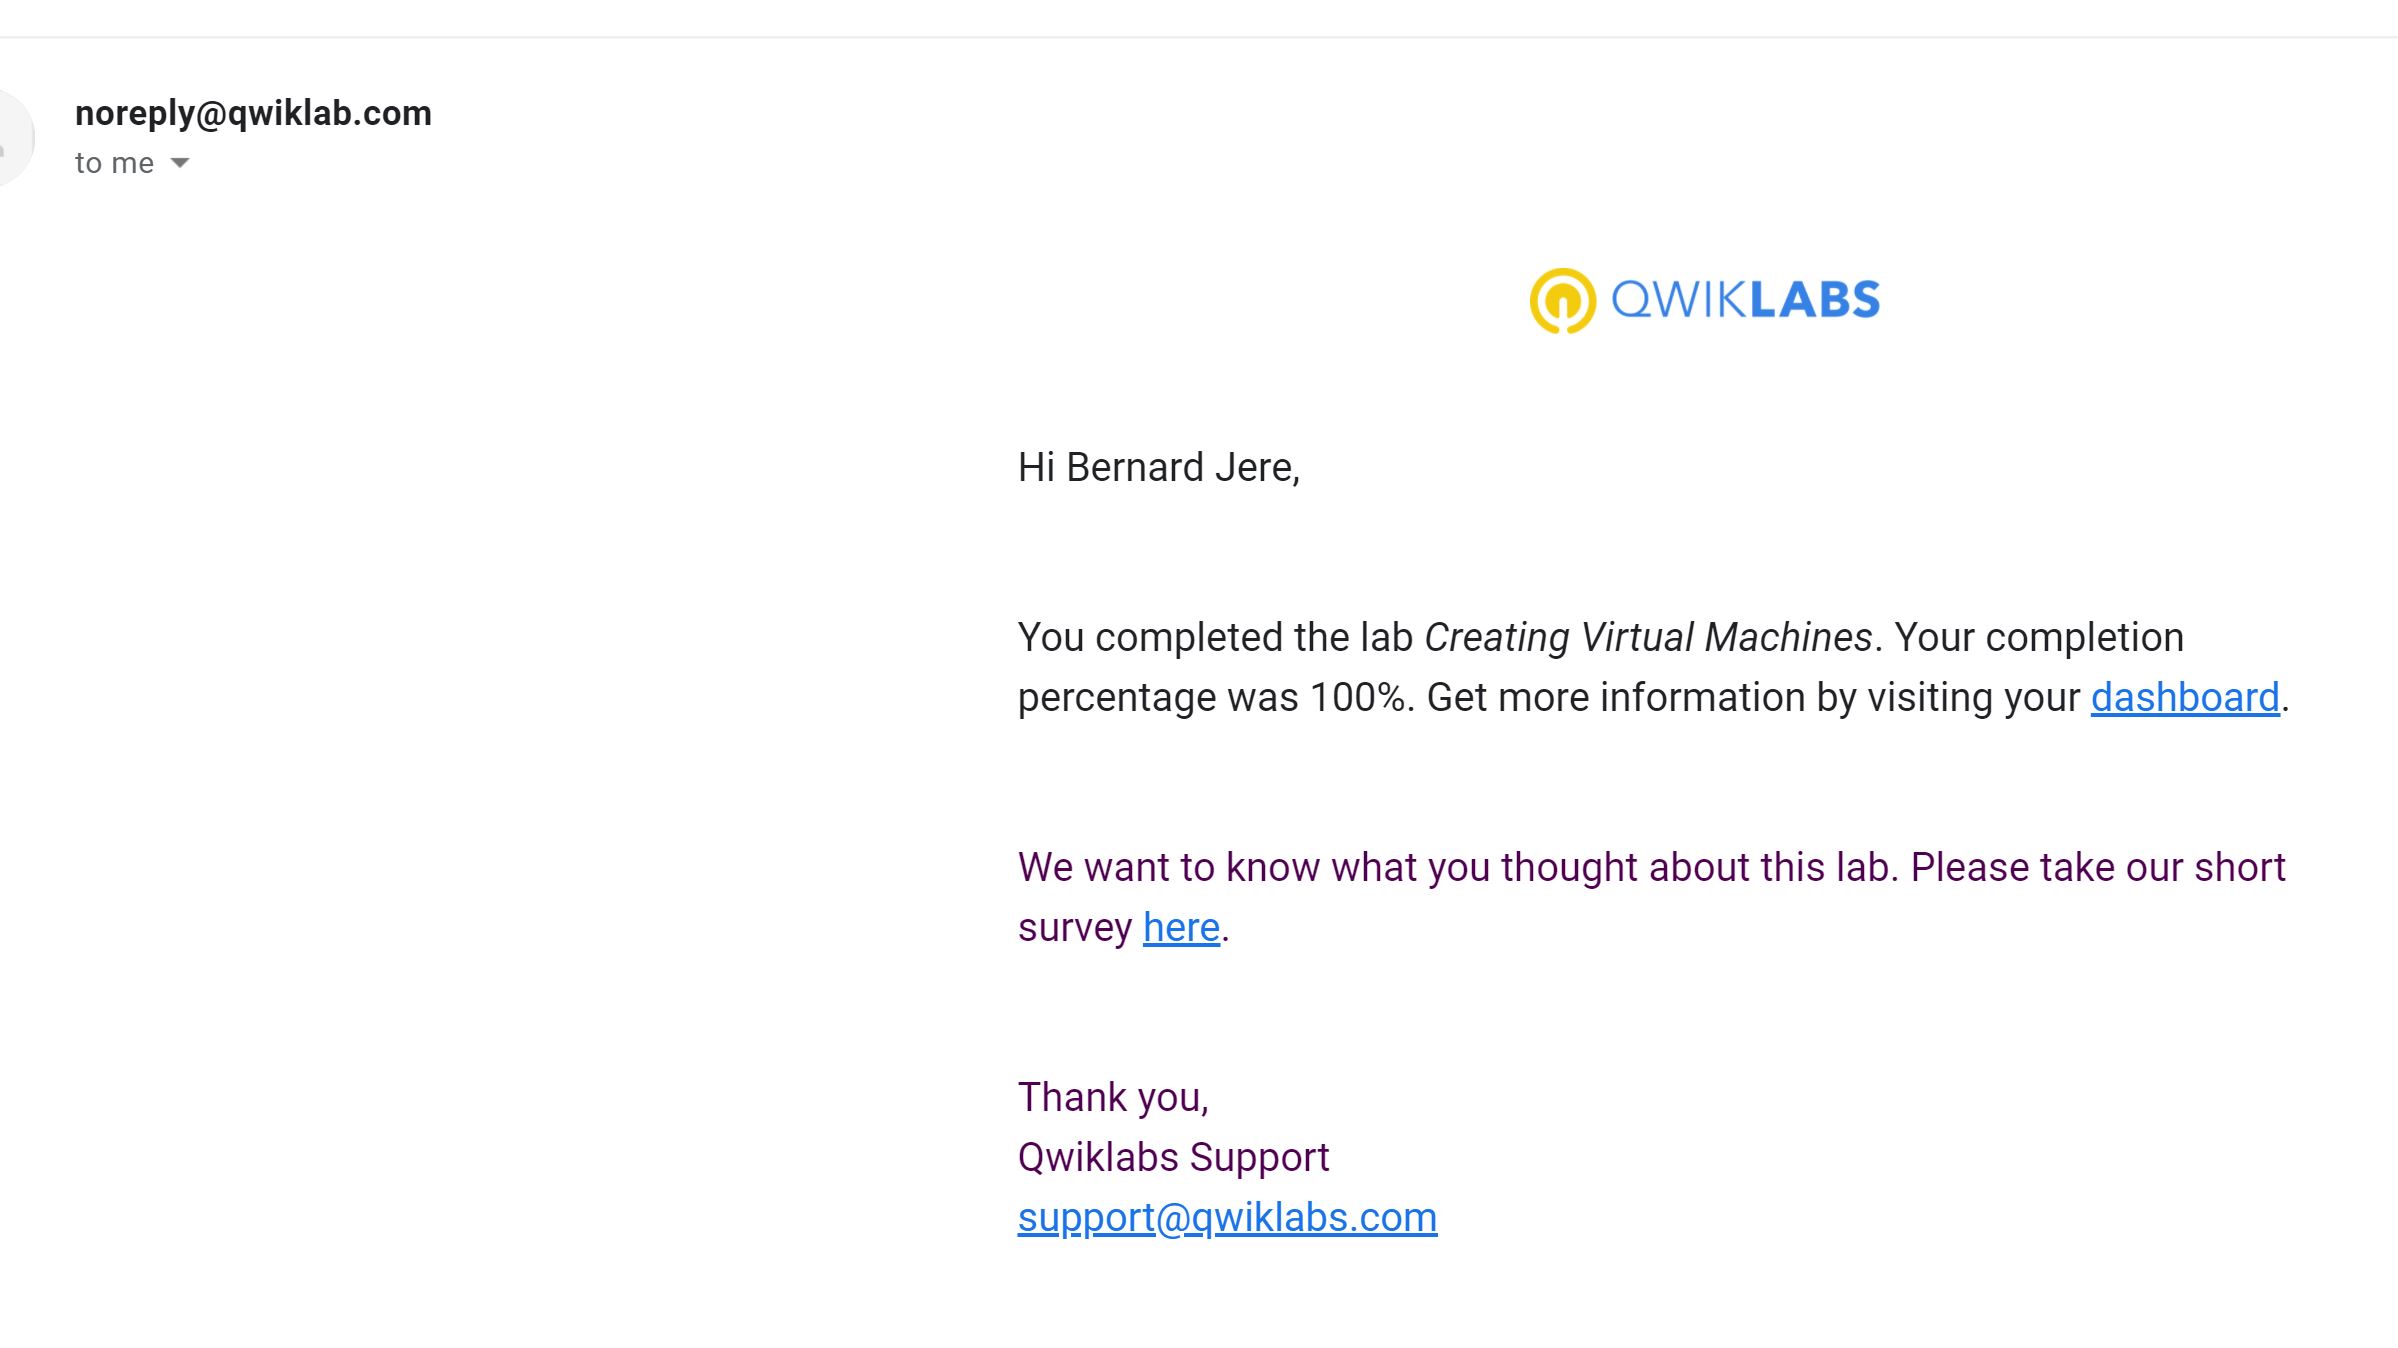 noreply@qwiklab.com
to me
QWIKLABS
Hi Bernard Jere,
You completed the lab Creating Virtual Machines. Your completion
percentage was 100%. Get more information by visiting your dashboard.
We want to know what you thought about this lab. Please take our short
survey here.
Thank you,
Qwiklabs Support
support@qwiklabs.com